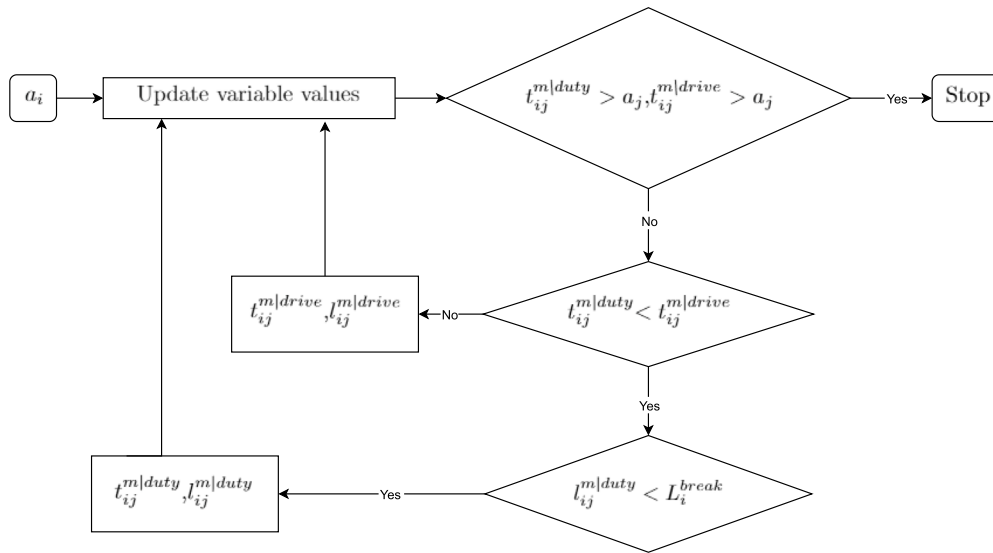 a_i
Update variable values
t_{ij}^{m|duty} > a_j, t_{ij}^{m|drive} > a_j
Yes
Stop
No
t_{ij}^{m|drive}, l_{ij}^{m|drive}
No
t_{ij}^{m|duty} < t_{ij}^{m|drive}
Yes
t_{ij}^{m|duty}, l_{ij}^{m|duty}
Yes
l_{ij}^{m|duty} < L_i^{break}